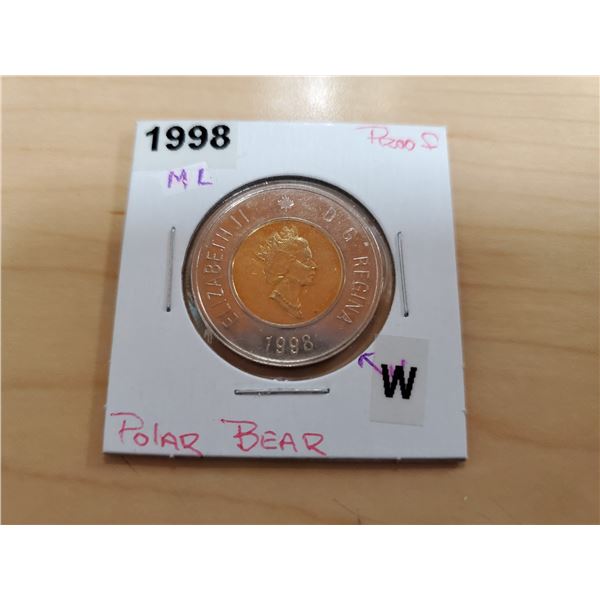 1998
Proof
ML
ELIZABETH II D·G·REGINA
1998
W
POLAR BEAR